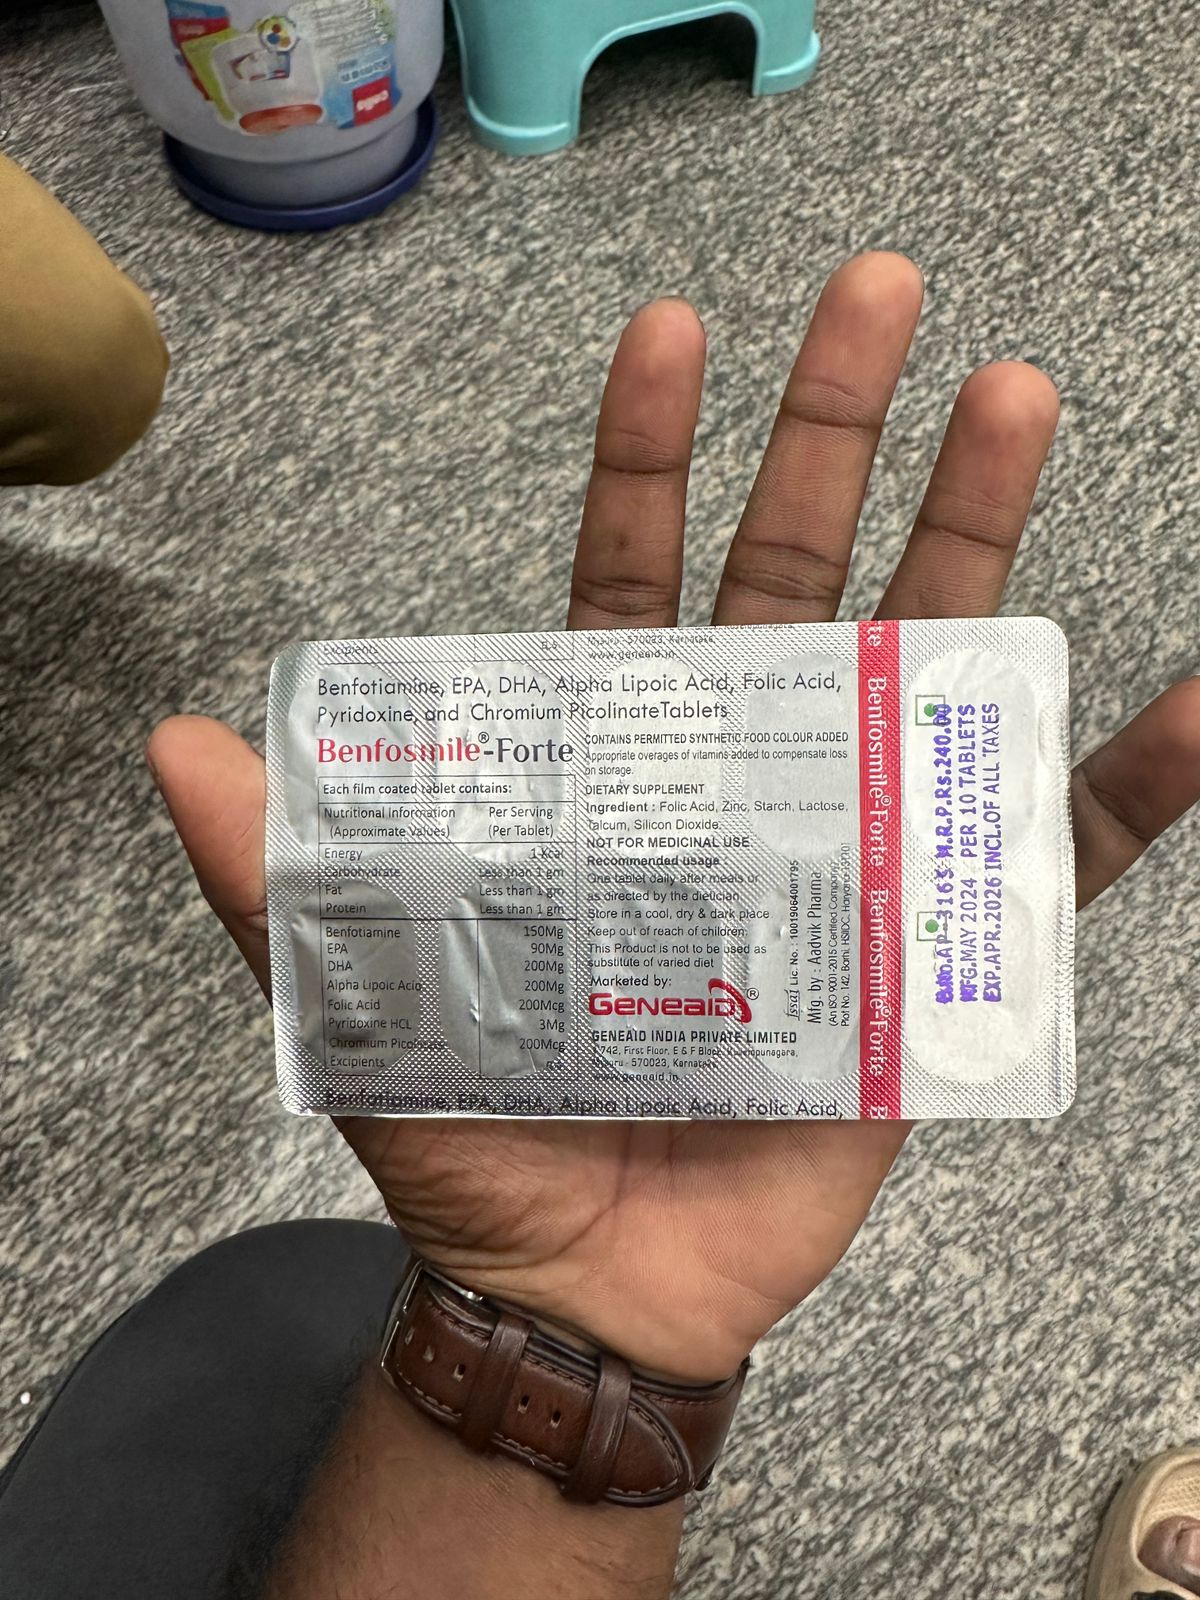 Excipients
Mysuru - 570023, Karnataka
www.geneaid.in
Benfotiamine, EPA, DHA, Alpha Lipoic Acid, Folic Acid,
Pyridoxine, and Chromium PicolinateTablets
Benfosmile®-Forte
Each film coated tablet contains:
Nutritional Information Per Serving
(Approximate Values) (Per Tablet)
Energy 1 Kcal
Carbohydrate Less than 1 gm
Fat Less than 1 gm
Protein Less than 1 gm
Benfotiamine 150Mg
EPA 90Mg
DHA 200Mg
Alpha Lipoic Acid 200Mg
Folic Acid 200Mcg
Pyridoxine HCL 3Mg
Chromium Picolinate 200Mcg
Excipients
CONTAINS PERMITTED SYNTHETIC FOOD COLOUR ADDED
Appropriate overages of vitamins added to compensate loss
on storage.
DIETARY SUPPLEMENT
Ingredient : Folic Acid, Zinc, Starch, Lactose,
Talcum, Silicon Dioxide.
NOT FOR MEDICINAL USE.
Recommended usage
One tablet daily after meals or
as directed by the dietician.
Store in a cool, dry & dark place.
Keep out of reach of children.
This Product is not to be used as
substitute of varied diet
Marketed by:
GENEAID®
GENEAID INDIA PRIVATE LIMITED
742, First Floor, E & F Block, Kuvempunagara,
Mysuru - 570023, Karnataka
www.geneaid.in
Benfotiamine, EPA, DHA, Alpha Lipoic Acid, Folic Acid,
fssai Lic. No. : 10019064001795
Mfg. by : Aadvik Pharma
(An ISO 9001-2015 Certified Company)
Plot No. 142, Barhi, HSIIDC, Haryana
te Benfosmile®-Forte Benfosmile®-Forte B
B.NO.AP-3163 M.R.P.RS.240.00
MFG.MAY 2024 PER 10 TABLETS
EXP.APR.2026 INCL.OF ALL TAXES
cello